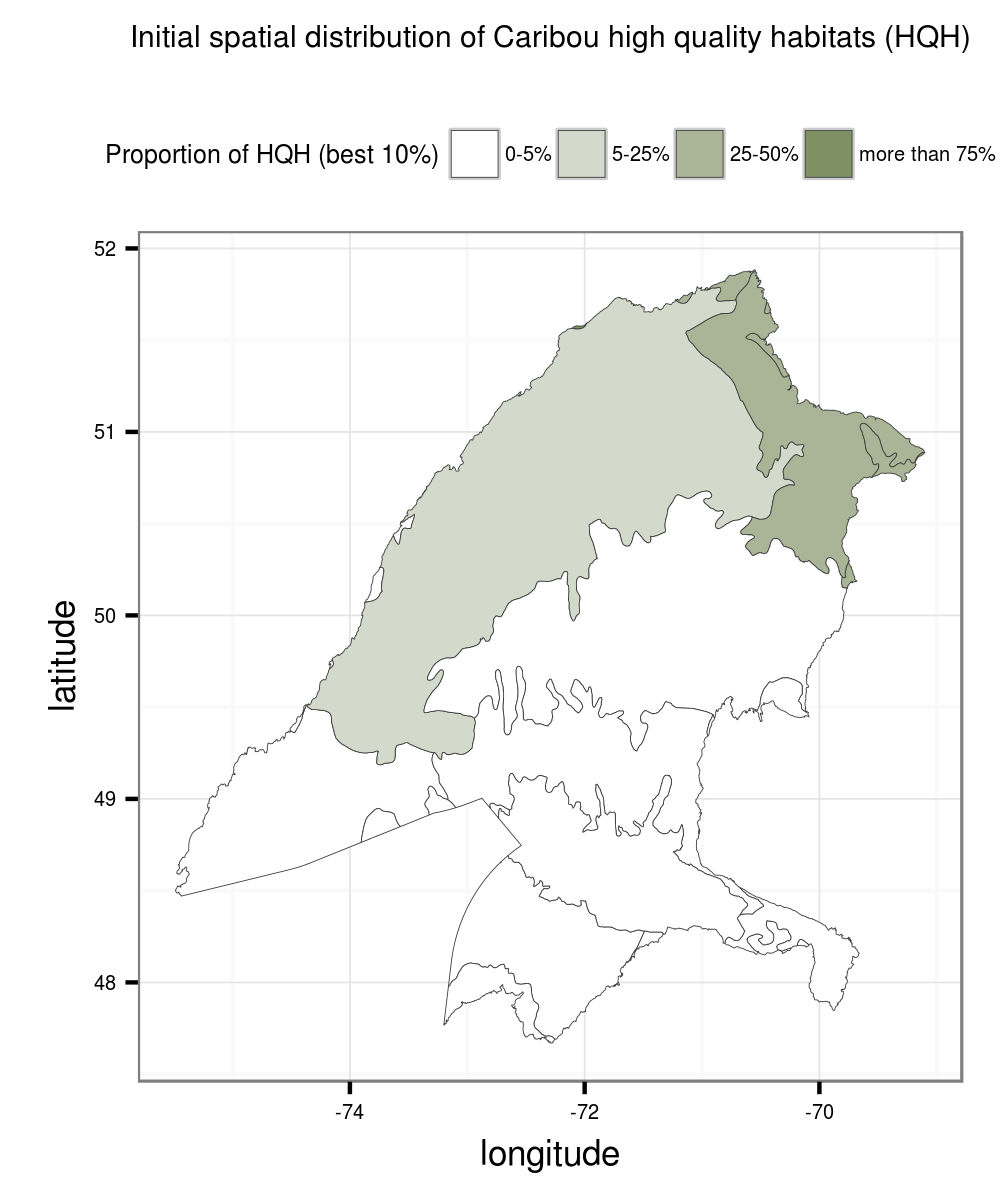 Initial spatial distribution of Caribou high quality habitats (HQH)
Proportion of HQH (best 10%) 0-5% 5-25% 25-50% more than 75%
52
51
50
49
48
latitude
-74 -72 -70
longitude